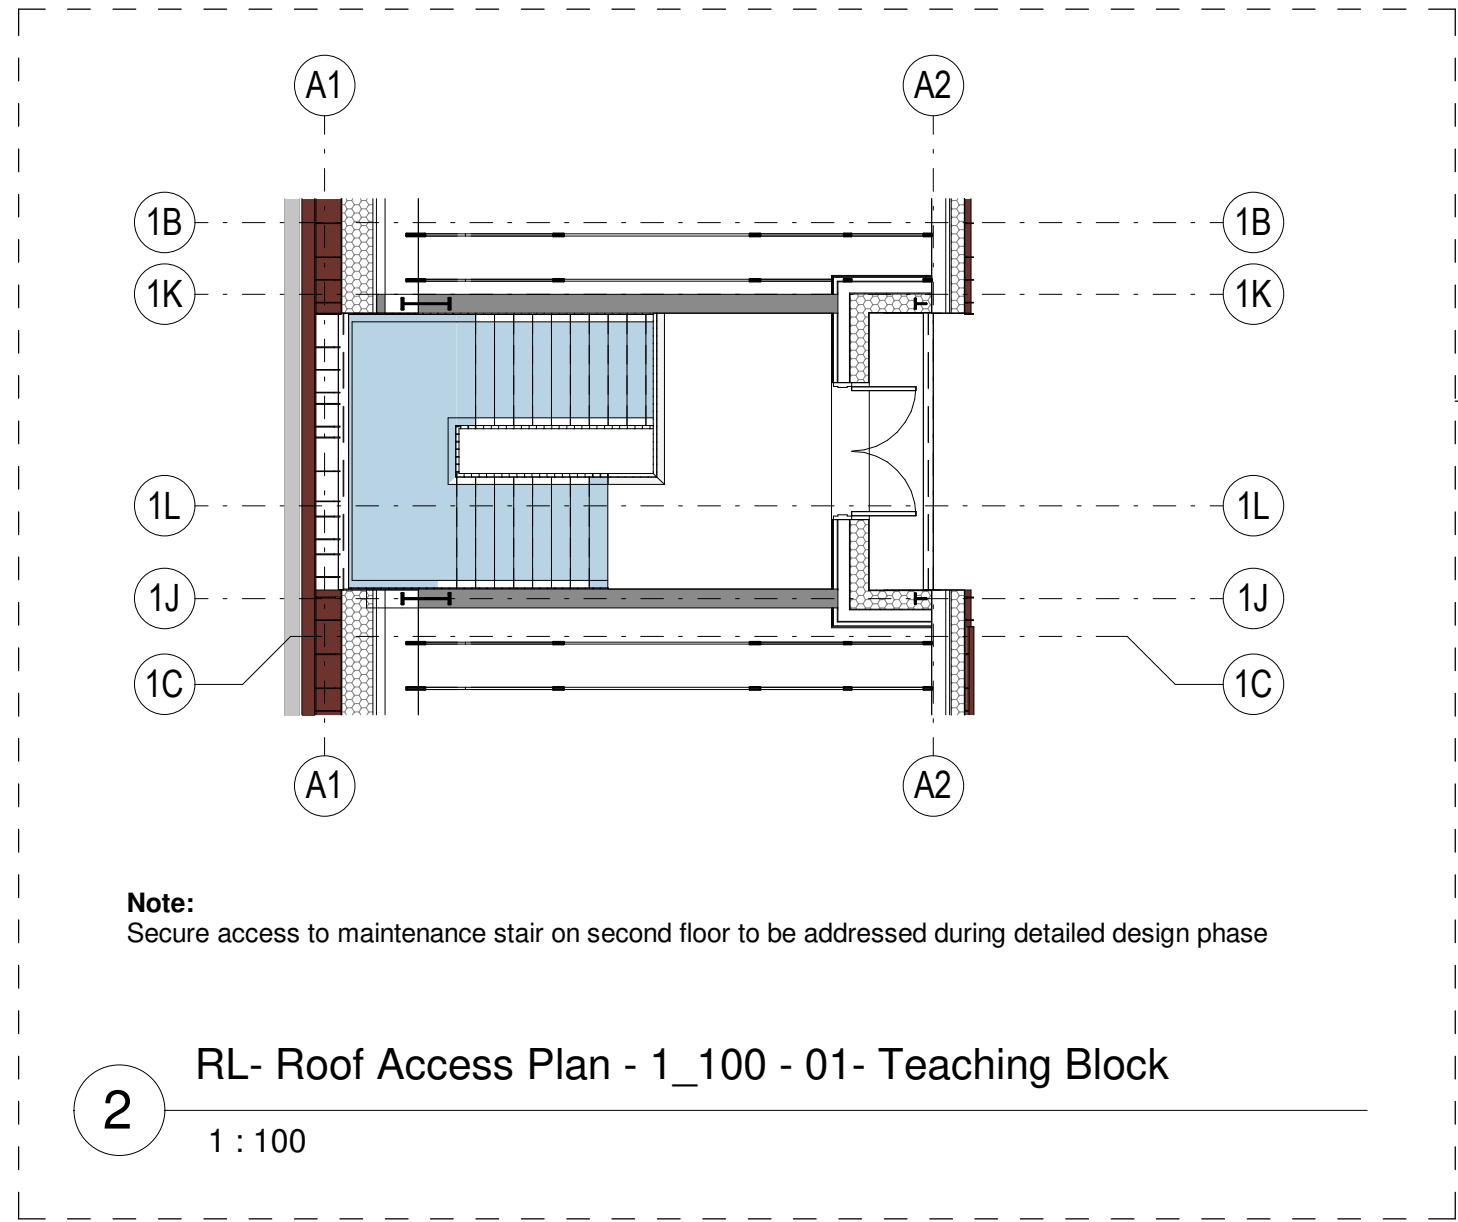 A1 A2
1B 1B
1K 1K
1L 1L
1J 1J
1C 1C
A1 A2
Note:
Secure access to maintenance stair on second floor to be addressed during detailed design phase
RL- Roof Access Plan - 1_100 - 01- Teaching Block
2
1 : 100